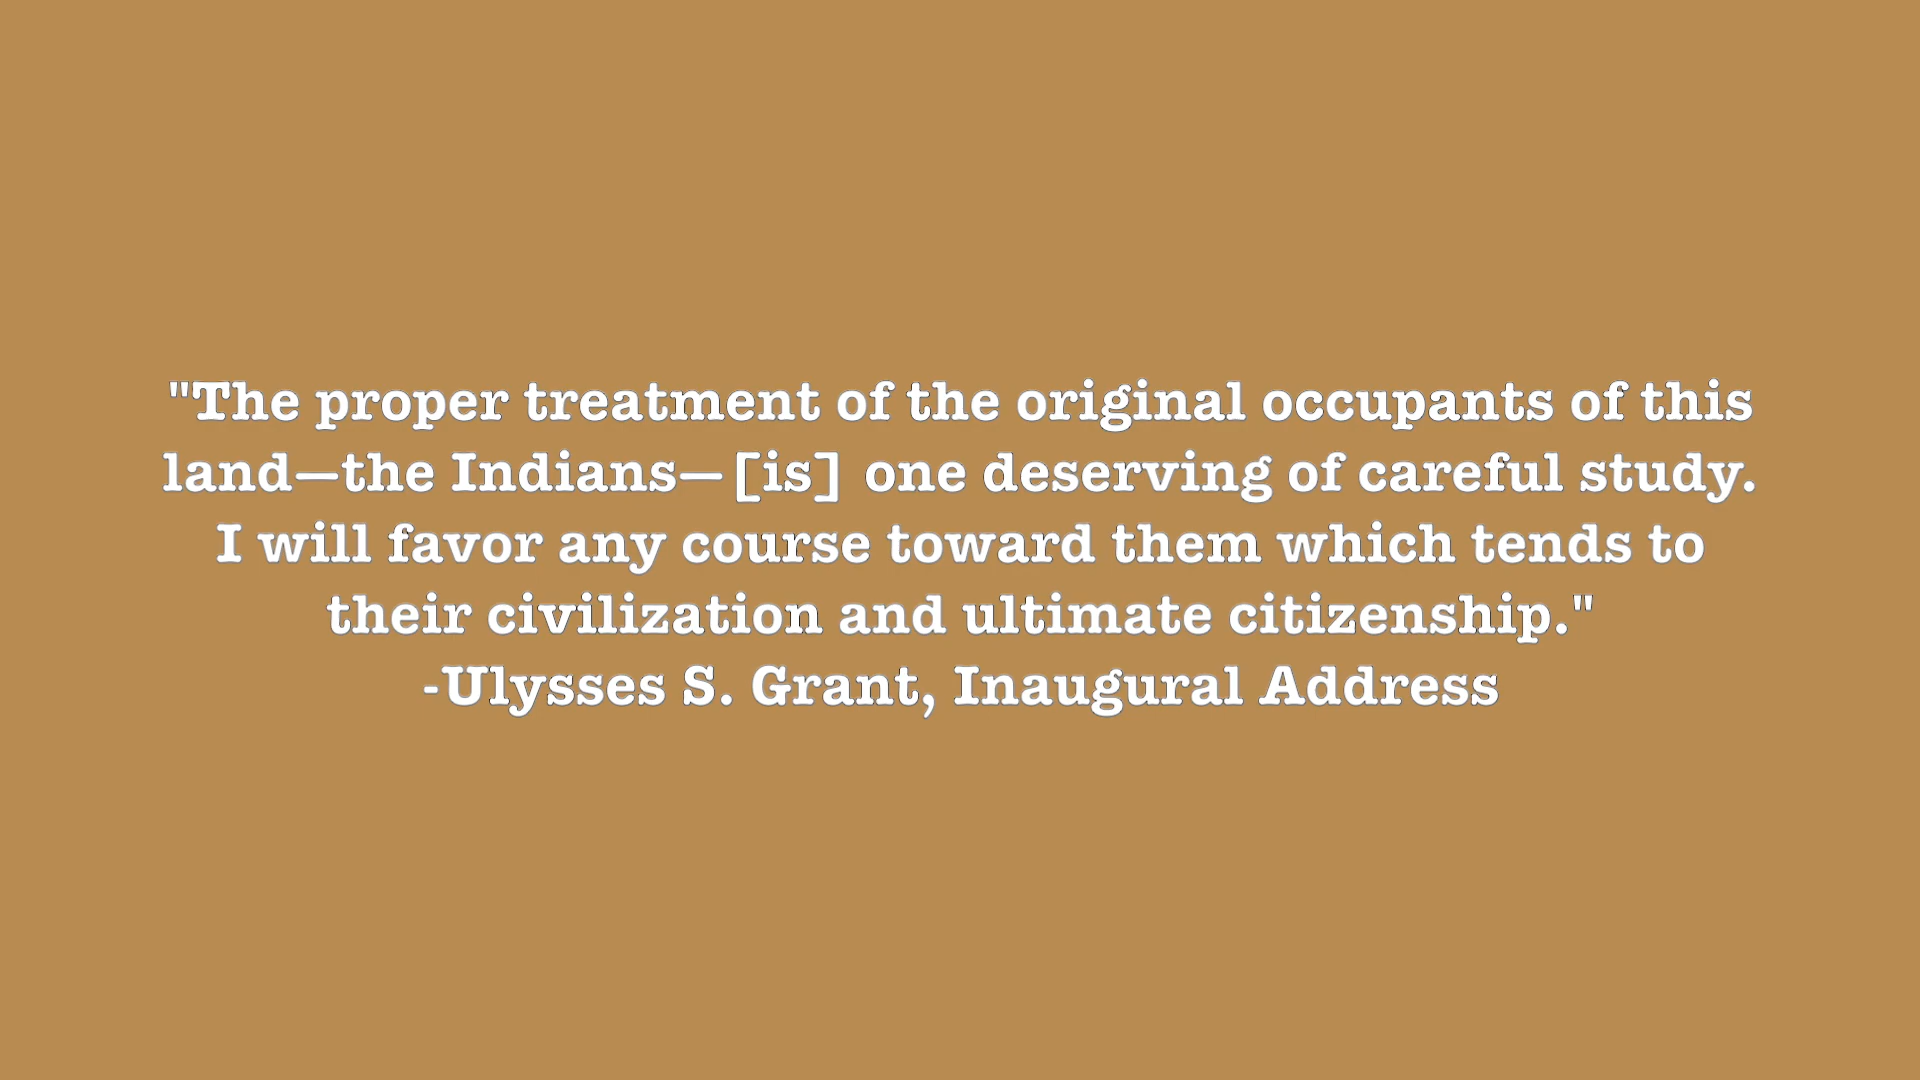 "The proper treatment of the original occupants of this
land—the Indians—[is] one deserving of careful study.
I will favor any course toward them which tends to
their civilization and ultimate citizenship."
-Ulysses S. Grant, Inaugural Address